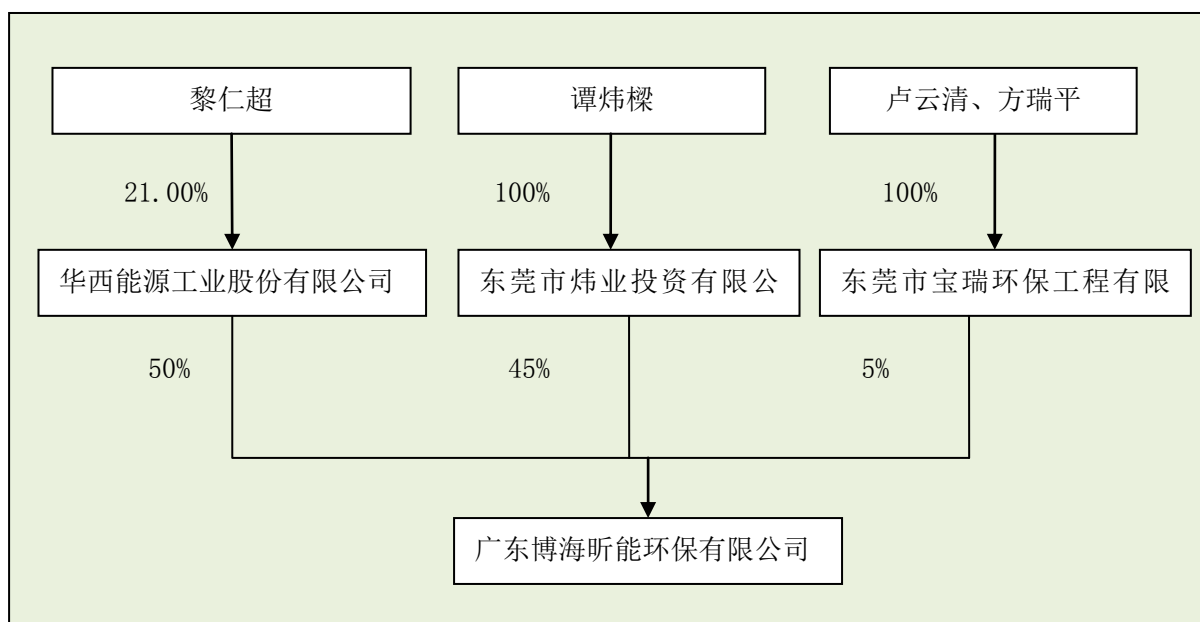 黎仁超
谭炜樑
卢云清、方瑞平
21.00%
100%
100%
华西能源工业股份有限公司
东莞市炜业投资有限公
东莞市宝瑞环保工程有限
50%
45%
5%
广东博海昕能环保有限公司